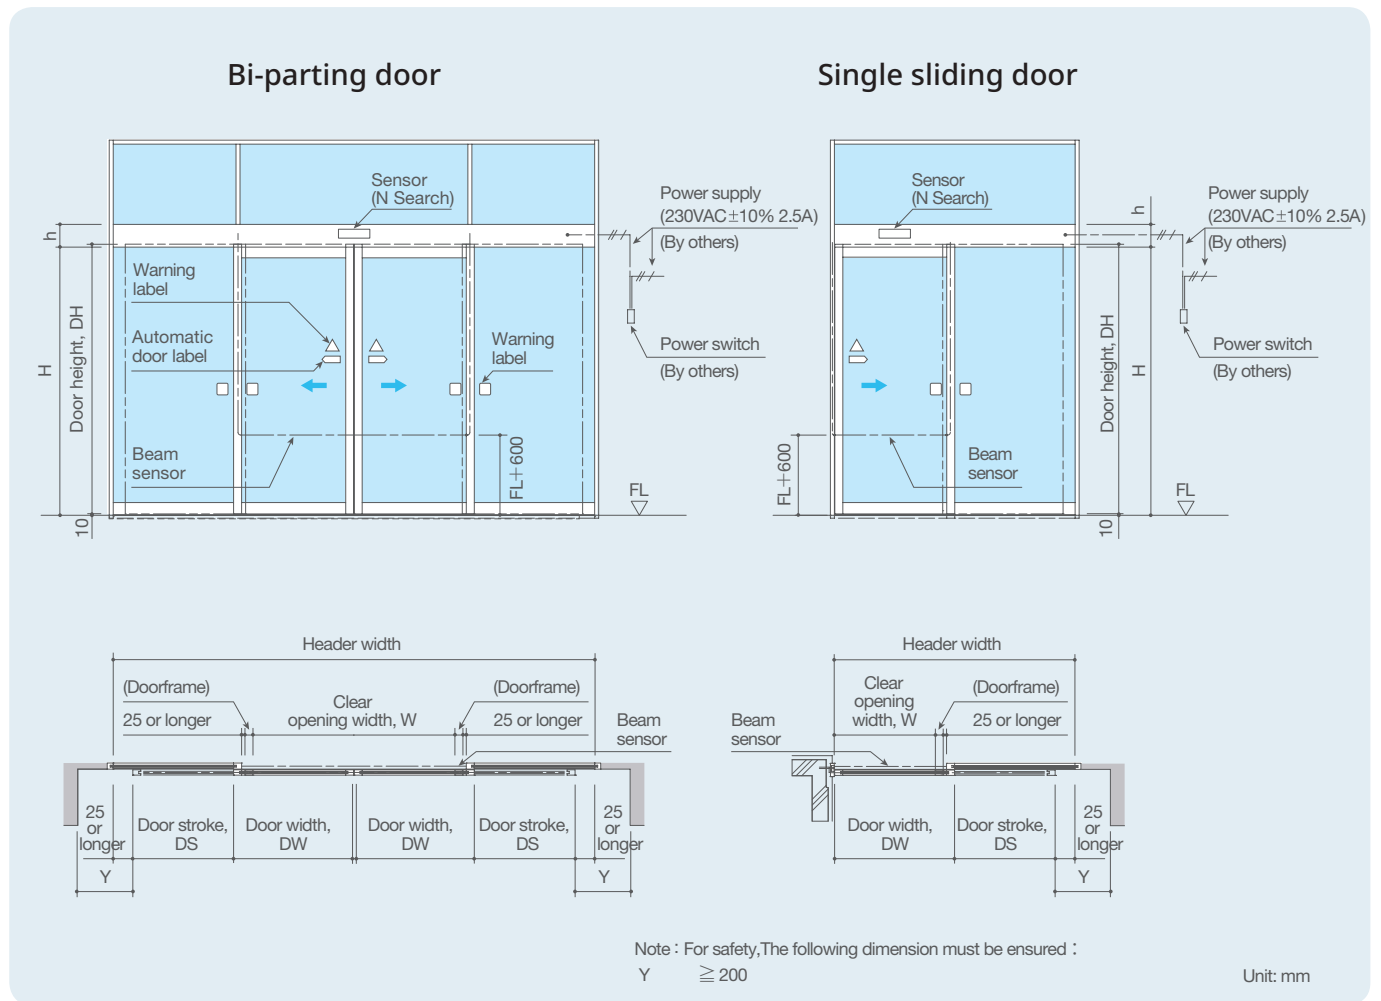 Bi-parting door
Single sliding door
Sensor
(N Search)
Power supply
(230VAC±10% 2.5A)
(By others)
h
Warning
label
Automatic
door label
Warning
label
Door height, DH
H
Power switch
(By others)
Beam
sensor
FL+600
FL
10
Sensor
(N Search)
Power supply
(230VAC±10% 2.5A)
(By others)
h
Door height, DH
H
Power switch
(By others)
Beam
sensor
FL+600
FL
10
Header width
(Doorframe)
25 or longer
Clear
opening width, W
(Doorframe)
25 or longer
Beam
sensor
25
or
longer
Door stroke,
DS
Door width,
DW
Door width,
DW
Door stroke,
DS
25
or
longer
Y
Y
Header width
Clear
opening
width, W
(Doorframe)
25 or longer
Beam
sensor
Door width,
DW
Door stroke,
DS
25
or
longer
Y
Note : For safety,The following dimension must be ensured :
Y ≧ 200
Unit: mm